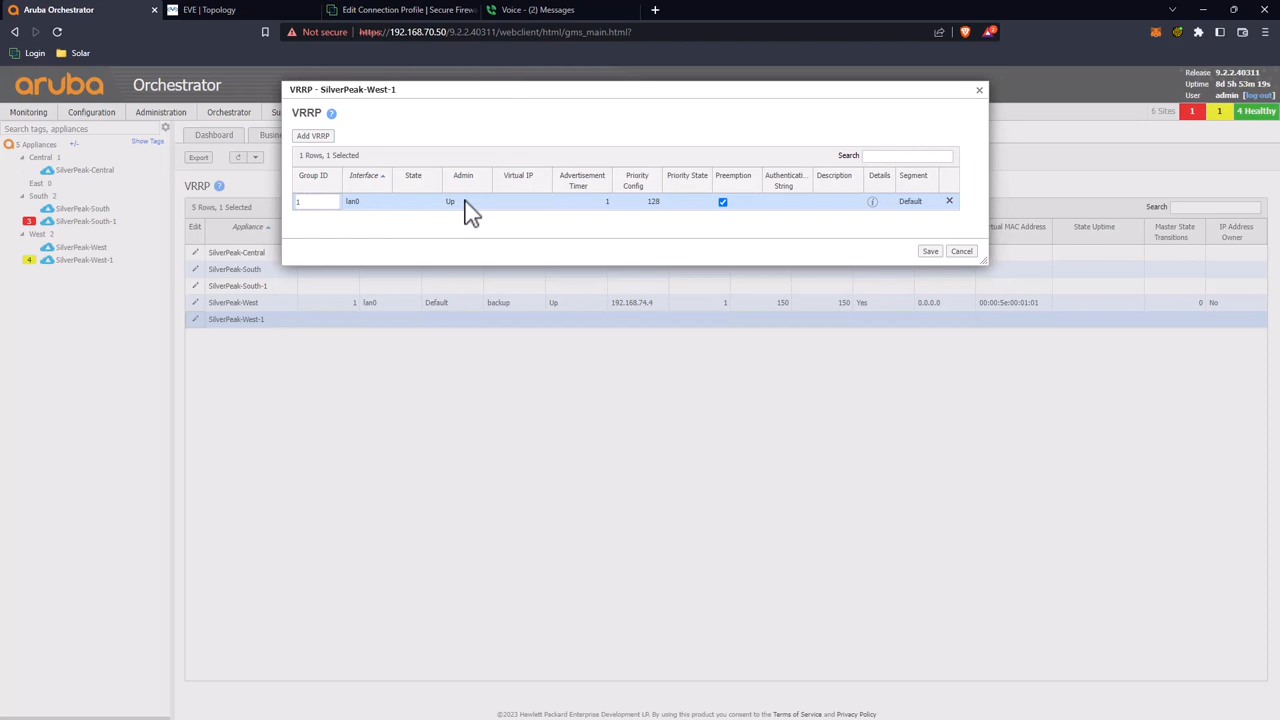 Aruba Orchestrator
EVE | Topology
Edit Connection Profile | Secure Firew
Voice - (2) Messages
Not secure https://192.168.70.50/9.2.2.40311/webclient/html/gms_main.html?
Login
Solar
aruba
Orchestrator
Release 9.2.2.40311
Uptime 8d 5h 53m 19s
User admin [log out]
Monitoring
Configuration
Administration
Orchestrator
Su
6 Sites
1
1
4 Healthy
Search tags, appliances
5 Appliances +/-
Show Tags
Central 1
SilverPeak-Central
East 0
South 2
SilverPeak-South
3 SilverPeak-South-1
West 2
SilverPeak-West
4 SilverPeak-West-1
Dashboard
Busine
Export
VRRP ?
5 Rows, 1 Selected
Search
Edit Appliance
rtual MAC Address State Uptime Master State Transitions IP Address Owner
SilverPeak-Central
SilverPeak-South
SilverPeak-South-1
SilverPeak-West 1 lan0 Default backup Up 192.168.74.4 1 150 150 Yes 0.0.0.0 00:00:5e:00:01:01 0 No
SilverPeak-West-1
VRRP - SilverPeak-West-1
VRRP ?
Add VRRP
1 Rows, 1 Selected
Search
Group ID Interface State Admin Virtual IP Advertisement Timer Priority Config Priority State Preemption Authenticati... String Description Details Segment
1 lan0 Up 1 128 Default
Save
Cancel
©2023 Hewlett Packard Enterprise Development LP. By using this product you consent to the Terms of Service and Privacy Policy